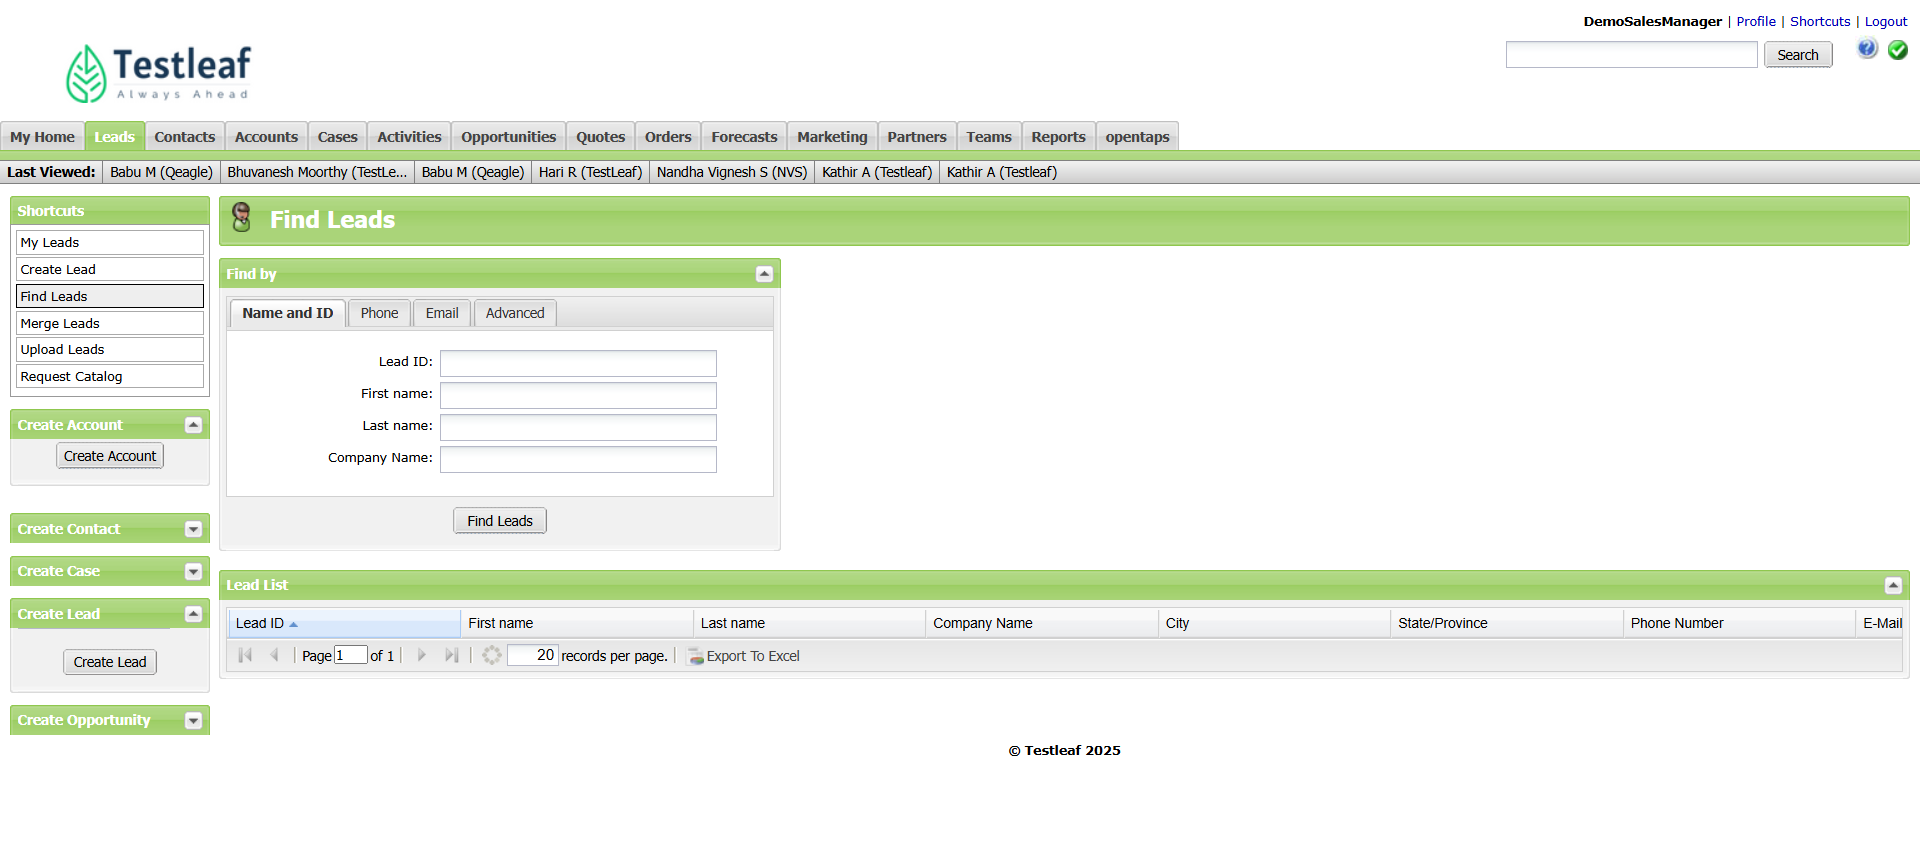 DemoSalesManager | Profile | Shortcuts | Logout
Search
Testleaf
Always Ahead
My Home Leads Contacts Accounts Cases Activities Opportunities Quotes Orders Forecasts Marketing Partners Teams Reports opentaps
Last Viewed: Babu M (Qeagle) Bhuvanesh Moorthy (TestLe... Babu M (Qeagle) Hari R (TestLeaf) Nandha Vignesh S (NVS) Kathir A (Testleaf) Kathir A (Testleaf)
Shortcuts
My Leads
Create Lead
Find Leads
Merge Leads
Upload Leads
Request Catalog
Create Account
Create Account
Create Contact
Create Case
Create Lead
Create Lead
Create Opportunity
Find Leads
Find by
Name and ID Phone Email Advanced
Lead ID:
First name:
Last name:
Company Name:
Find Leads
Lead List
Lead ID First name Last name Company Name City State/Province Phone Number E-Mail
Page 1 of 1 20 records per page. Export To Excel
© Testleaf 2025